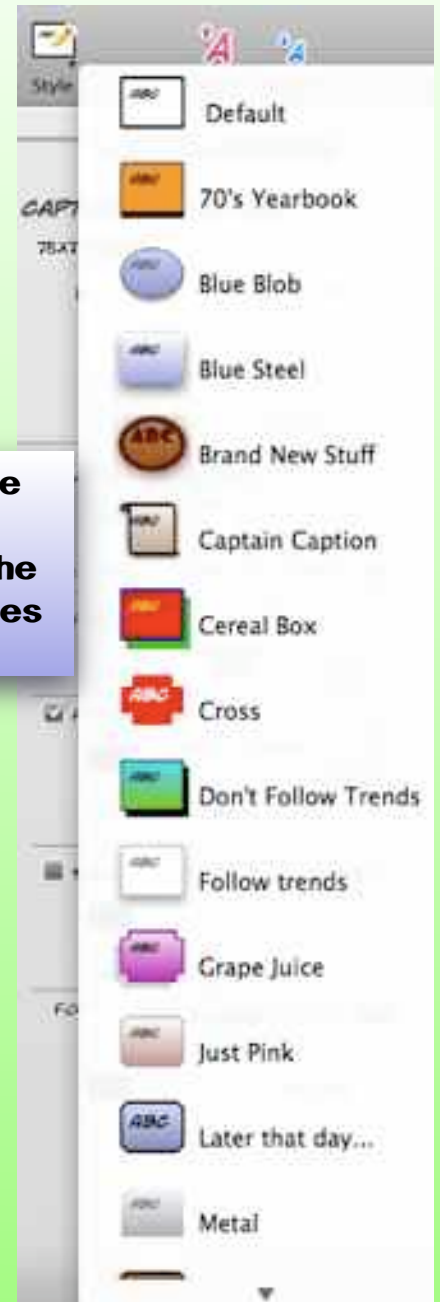 Style
Default
70's Yearbook
Blue Blob
Blue Steel
Brand New Stuff
Captain Caption
Cereal Box
Cross
Don't Follow Trends
Follow trends
Grape Juice
Just Pink
Later that day...
Metal